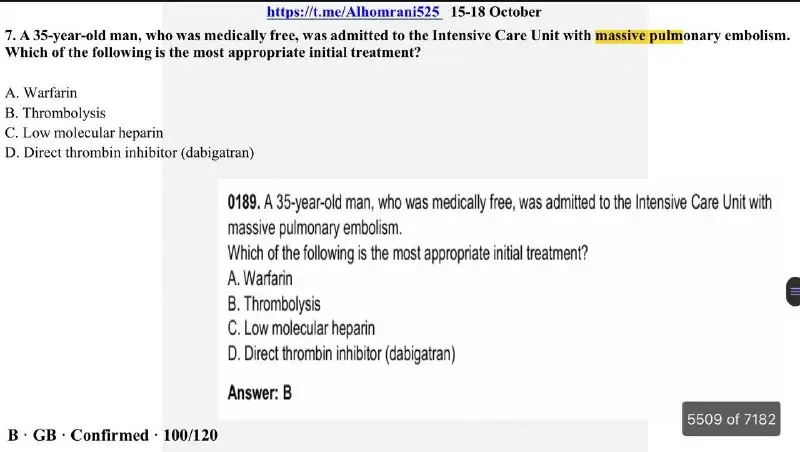 https://t.me/Alhomrani525 15-18 October
7. A 35-year-old man, who was medically free, was admitted to the Intensive Care Unit with massive pulmonary embolism.
Which of the following is the most appropriate initial treatment?
A. Warfarin
B. Thrombolysis
C. Low molecular heparin
D. Direct thrombin inhibitor (dabigatran)
0189. A 35-year-old man, who was medically free, was admitted to the Intensive Care Unit with
massive pulmonary embolism.
Which of the following is the most appropriate initial treatment?
A. Warfarin
B. Thrombolysis
C. Low molecular heparin
D. Direct thrombin inhibitor (dabigatran)
Answer: B
5509 of 7182
B · GB · Confirmed · 100/120